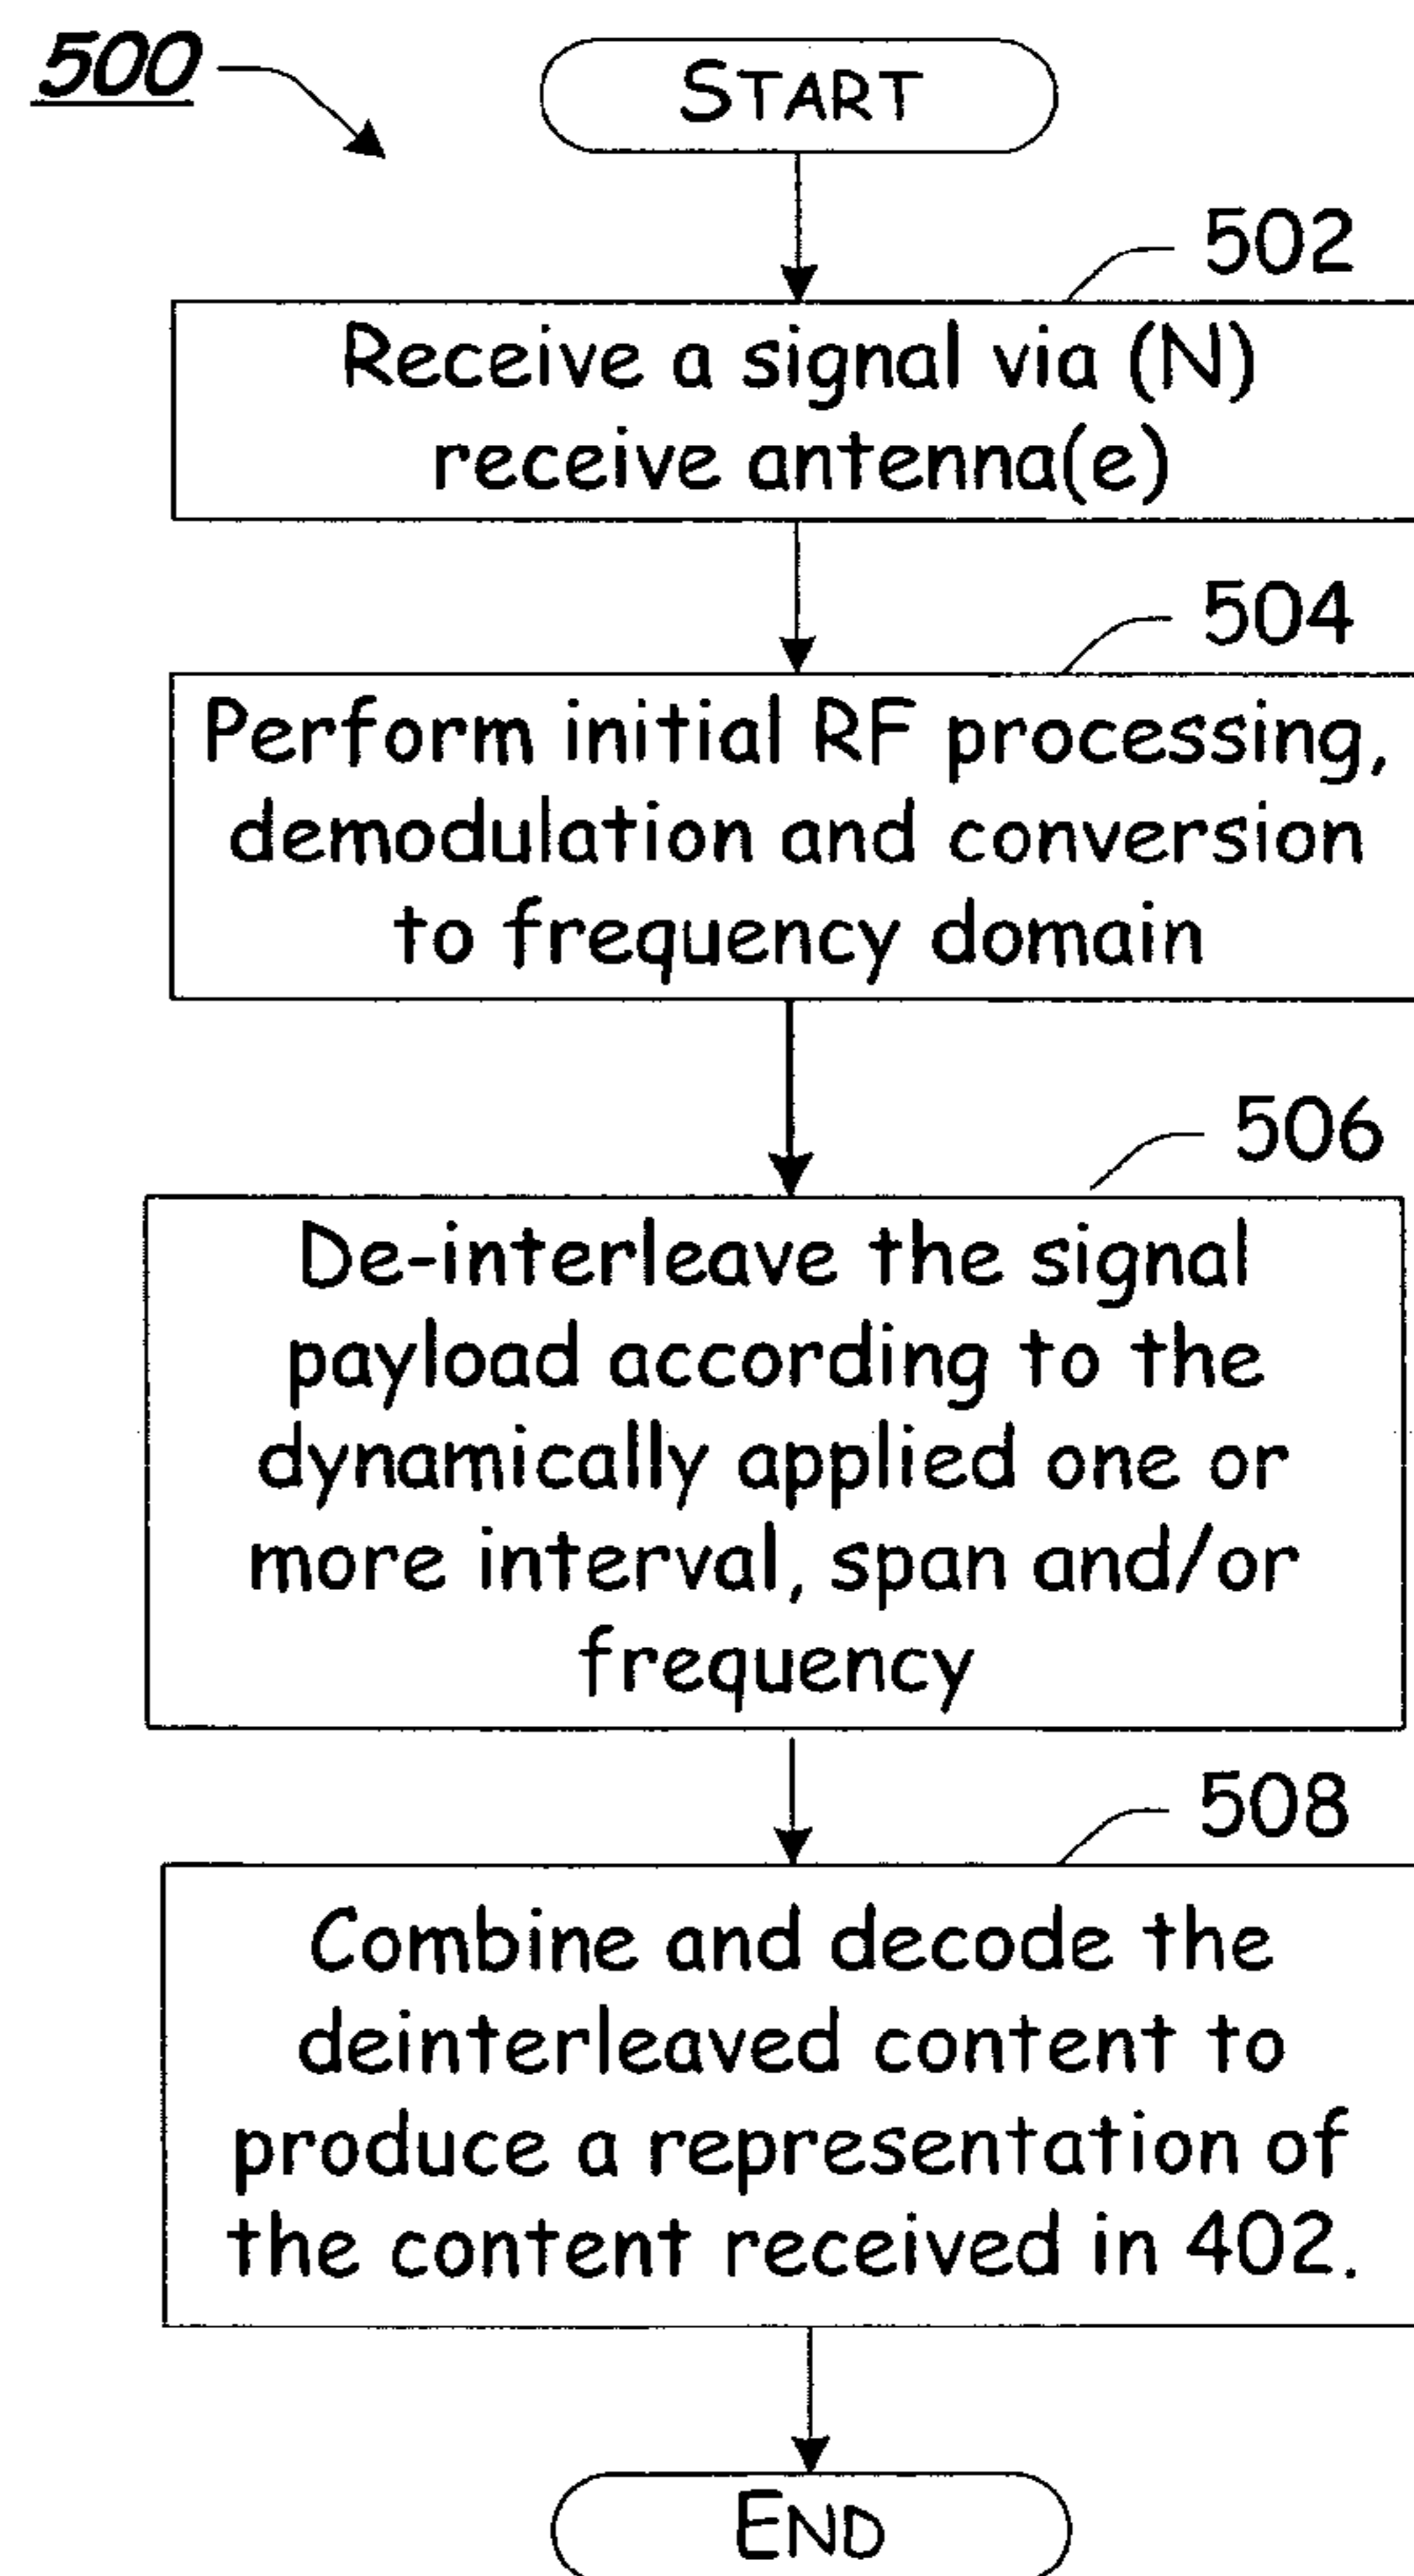 500
START
502
Receive a signal via (N)
receive antenna(e)
504
Perform initial RF processing,
demodulation and conversion
to frequency domain
506
De-interleave the signal
payload according to the
dynamically applied one or
more interval, span and/or
frequency
508
Combine and decode the
deinterleaved content to
produce a representation of
the content received in 402.
END